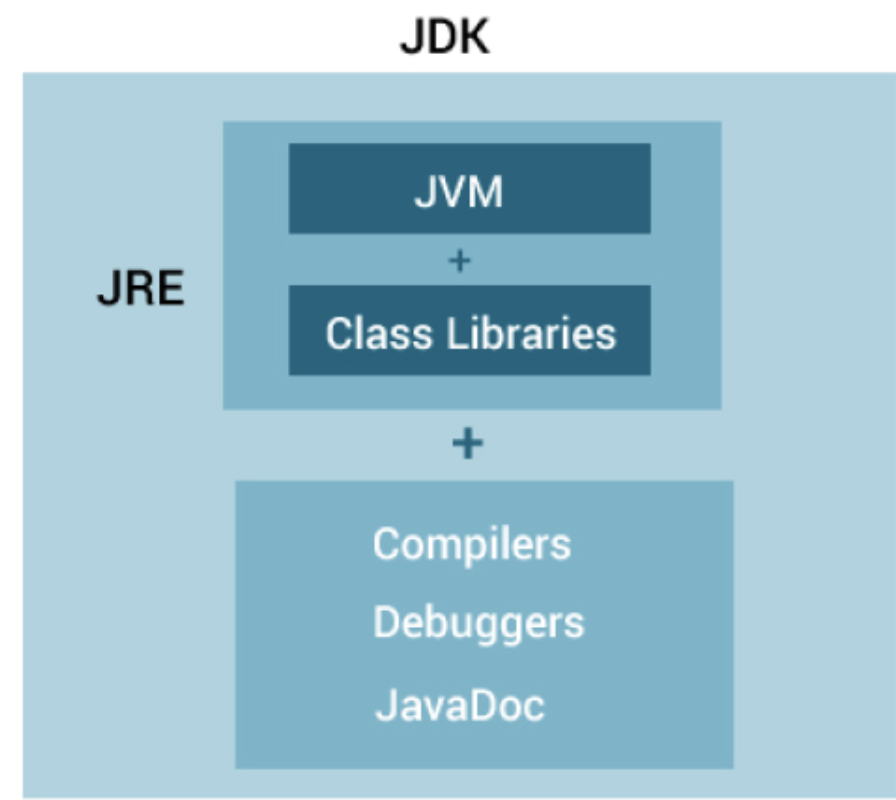 JDK
JVM
+
JRE
Class Libraries
+
Compilers
Debuggers
JavaDoc